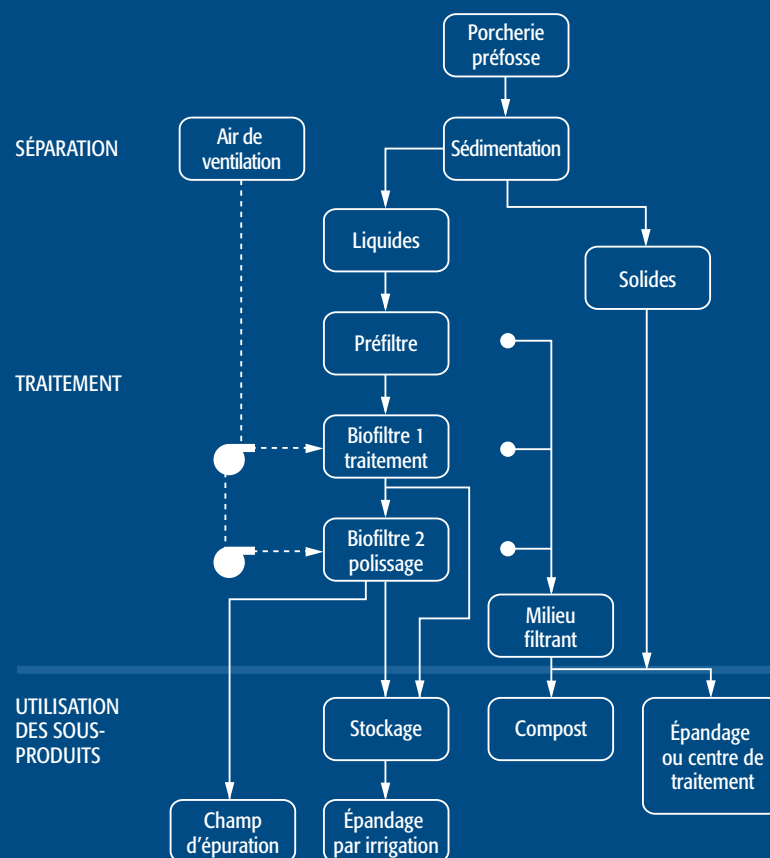 Porcherie
préfosse
SÉPARATION
Air de
ventilation
Sédimentation
Liquides
Solides
Préfiltre
TRAITEMENT
Biofiltre 1
traitement
Biofiltre 2
polissage
Milieu
filtrant
UTILISATION
DES SOUS-
PRODUITS
Stockage
Compost
Épandage
ou centre de
traitement
Champ
d'épuration
Épandage
par irrigation